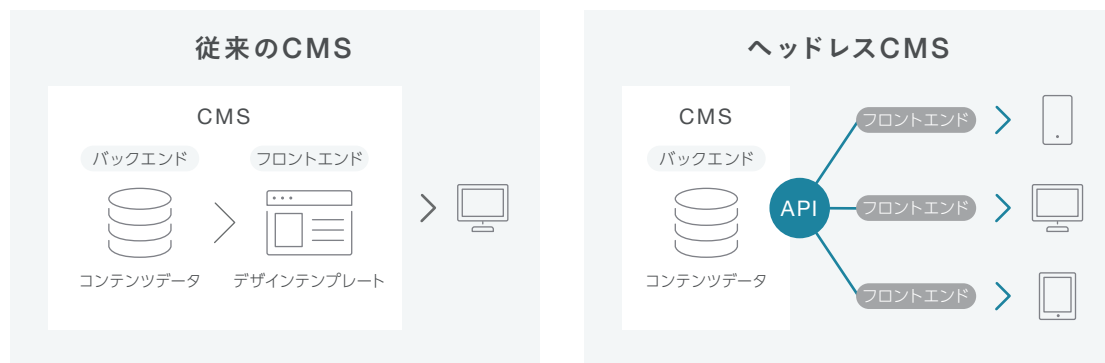 従来のCMS
CMS
バックエンド
フロントエンド
コンテンツデータ
デザインテンプレート
ヘッドレスCMS
CMS
バックエンド
コンテンツデータ
API
フロントエンド
フロントエンド
フロントエンド